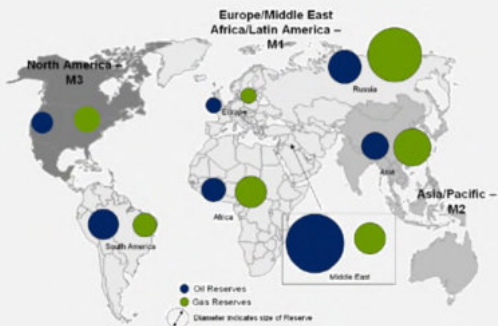 Europe/Middle East
Africa/Latin America –
M1
North America –
M3
Russia
Europe
Asia
Asia/Pacific –
M2
Africa
South America
Middle East
Oil Reserves
Gas Reserves
Diameter indicates size of Reserve